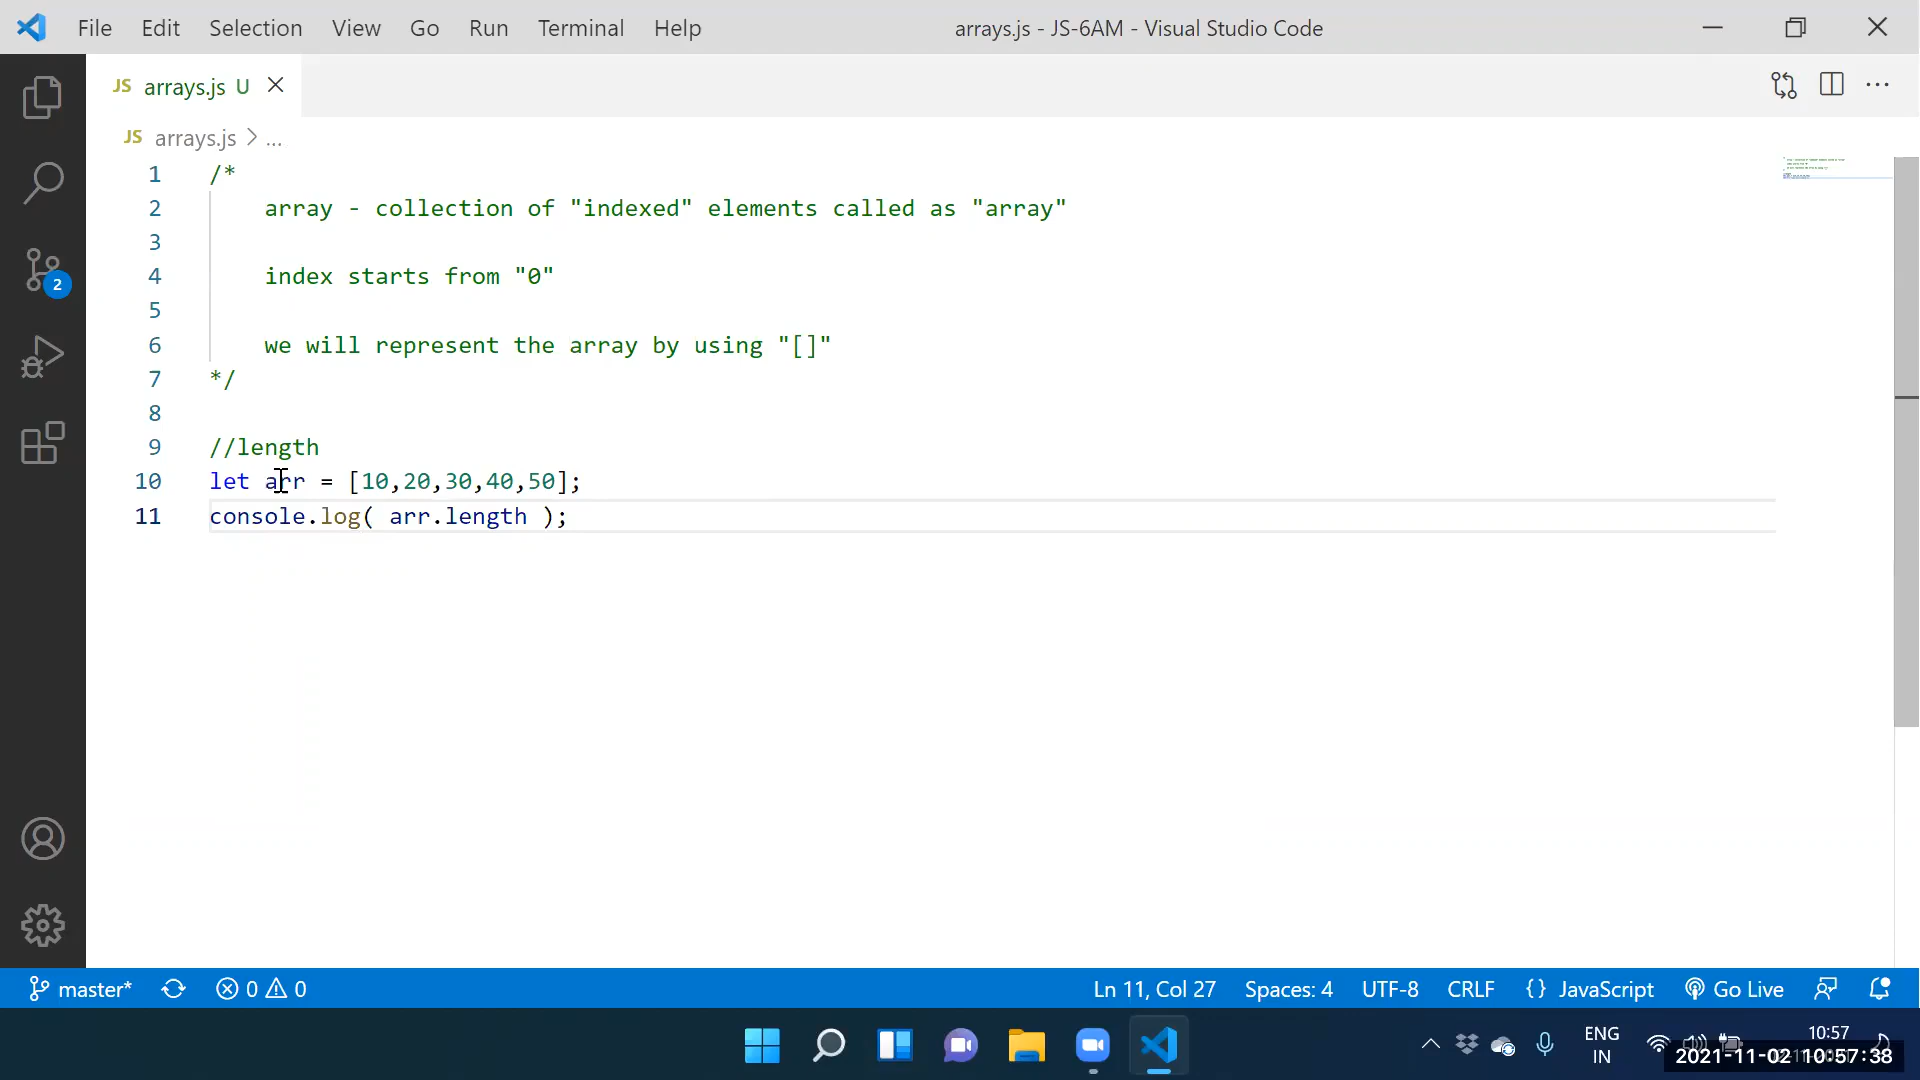 File Edit Selection View Go Run Terminal Help arrays.js - JS-6AM - Visual Studio Code
JS arrays.js U
JS arrays.js > ...
1 /*
2 array - collection of "indexed" elements called as "array"
3
4 index starts from "0"
5
6 we will represent the array by using "[]"
7 */
8
9 //length
10 let arr = [10,20,30,40,50];
11 console.log( arr.length );
2
master* 0 0 Ln 11, Col 27 Spaces: 4 UTF-8 CRLF {} JavaScript Go Live
ENG
IN
10:57
2021-11-02 10:57:38